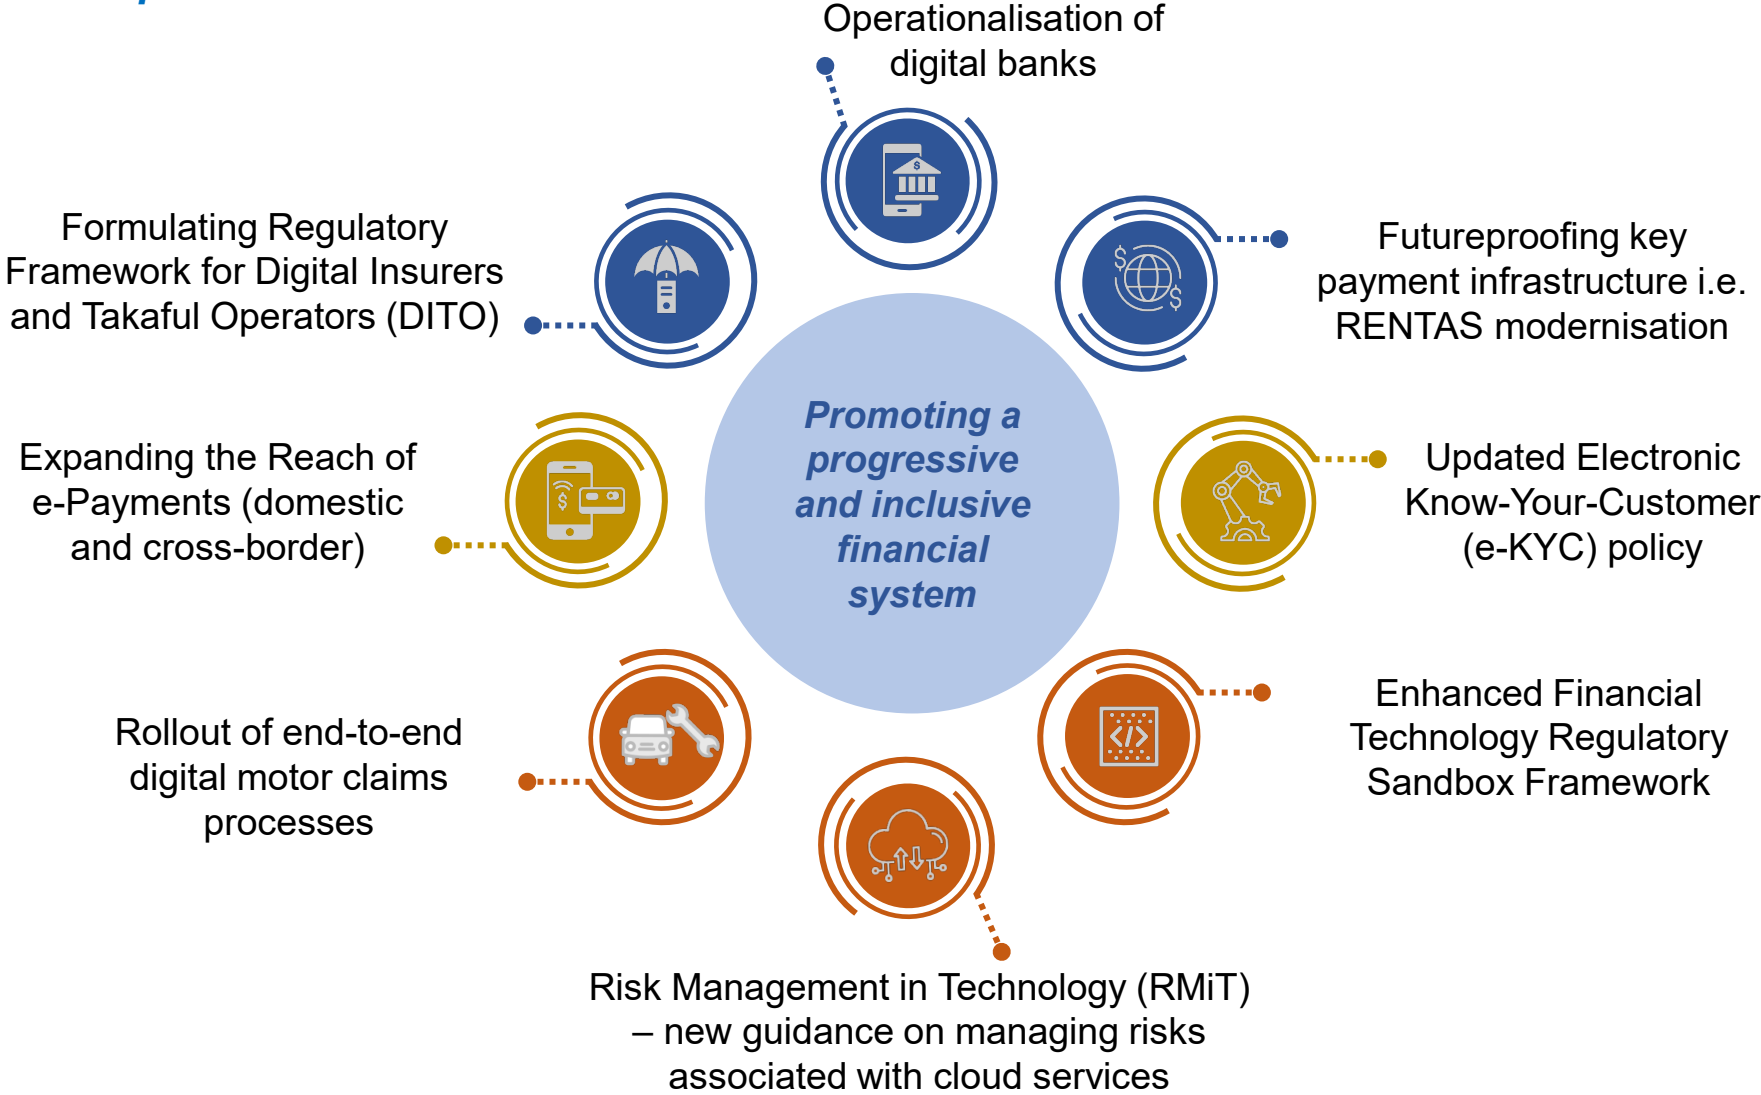 Operationalisation of
digital banks
Futureproofing key
payment infrastructure i.e.
RENTAS modernisation
Updated Electronic
Know-Your-Customer
(e-KYC) policy
Enhanced Financial
Technology Regulatory
Sandbox Framework
Risk Management in Technology (RMiT)
– new guidance on managing risks
associated with cloud services
Rollout of end-to-end
digital motor claims
processes
Expanding the Reach of
e-Payments (domestic
and cross-border)
Formulating Regulatory
Framework for Digital Insurers
and Takaful Operators (DITO)
Promoting a
progressive
and inclusive
financial
system